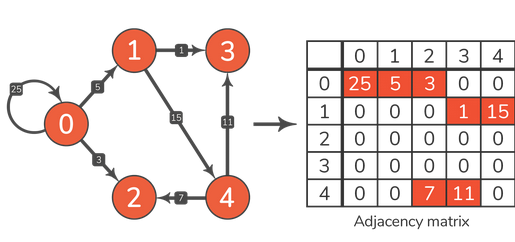 1 1 3
25 5
0 15 11
3
2 7 4
0 1 2 3 4
0 25 5 3 0 0
1 0 0 0 1 15
2 0 0 0 0 0
3 0 0 0 0 0
4 0 0 7 11 0
Adjacency matrix